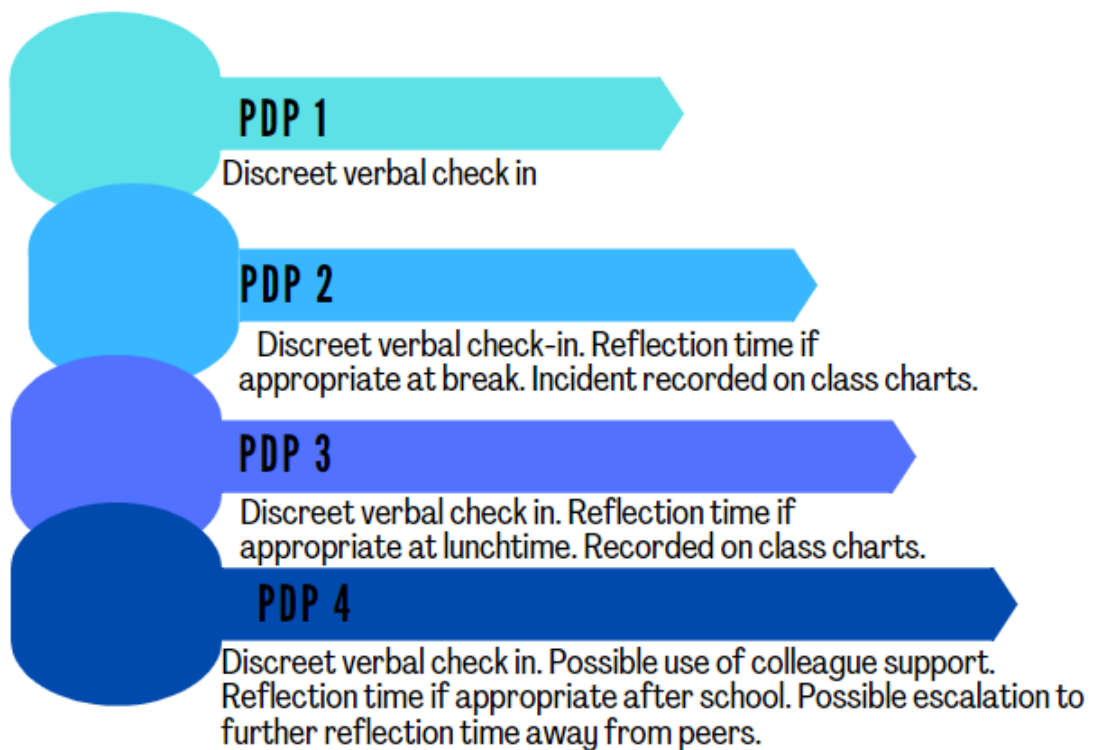 PDP 1
Discreet verbal check in
PDP 2
Discreet verbal check-in. Reflection time if
appropriate at break. Incident recorded on class charts.
PDP 3
Discreet verbal check in. Reflection time if
appropriate at lunchtime. Recorded on class charts.
PDP 4
Discreet verbal check in. Possible use of colleague support.
Reflection time if appropriate after school. Possible escalation to
further reflection time away from peers.